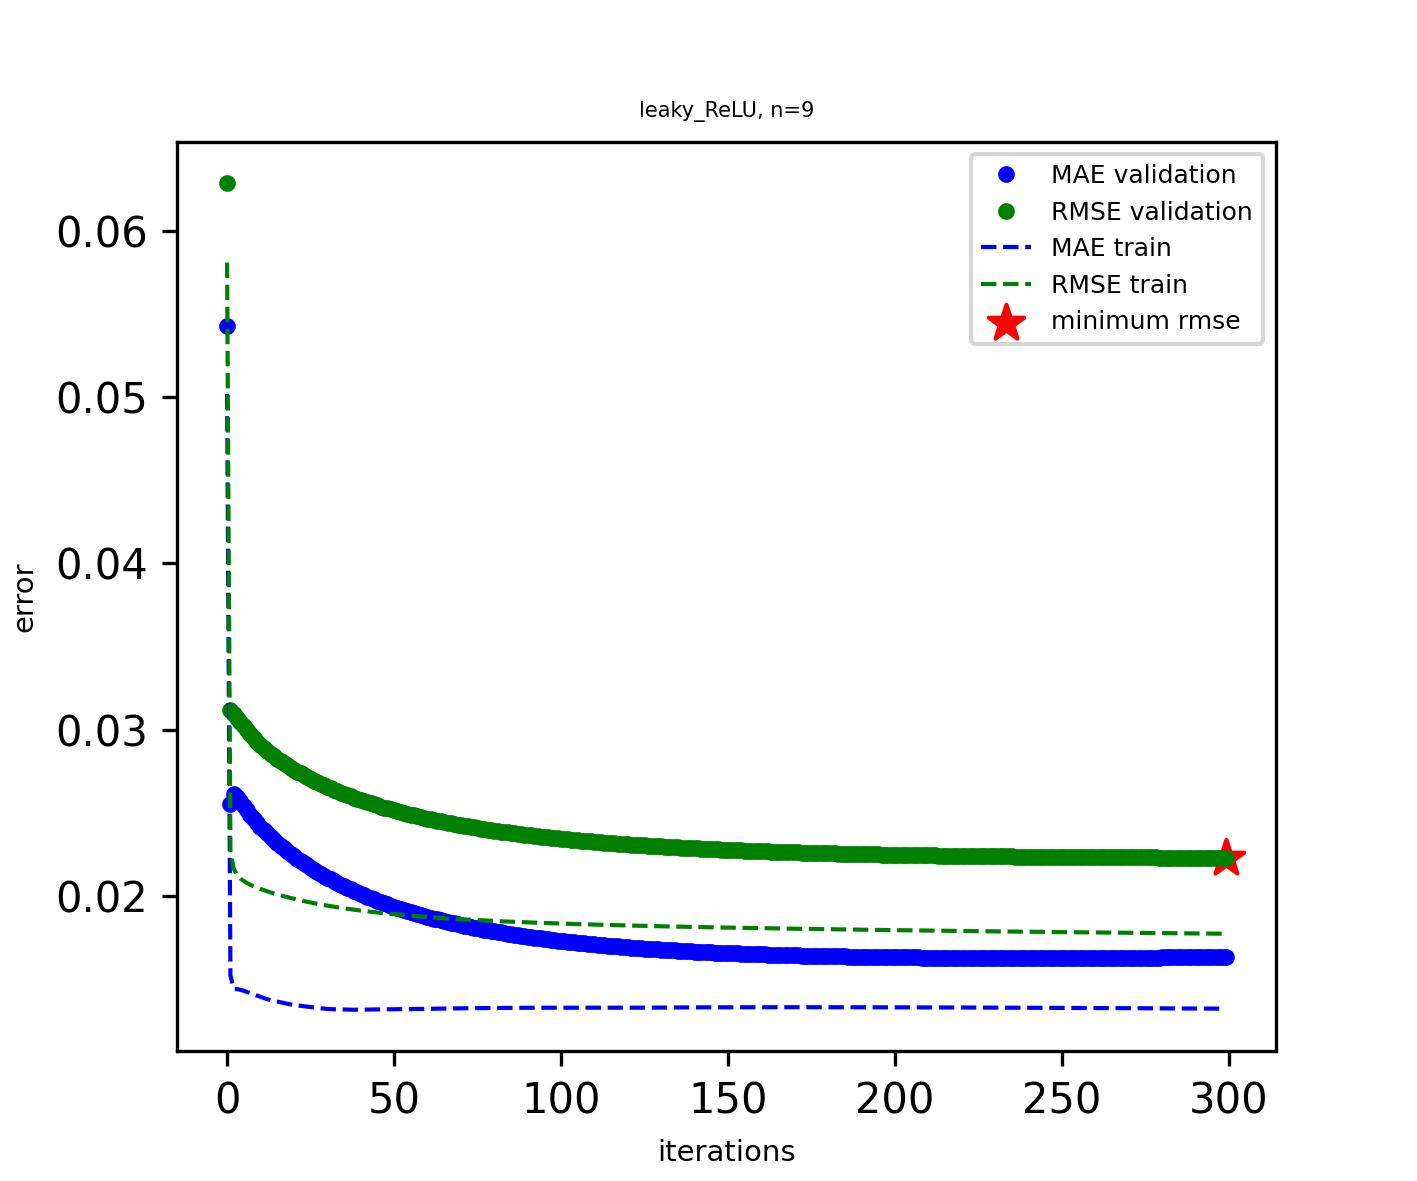 leaky_ReLU, n=9
MAE validation
RMSE validation
MAE train
RMSE train
minimum rmse
0.06
0.05
0.04
0.03
0.02
error
0 50 100 150 200 250 300
iterations